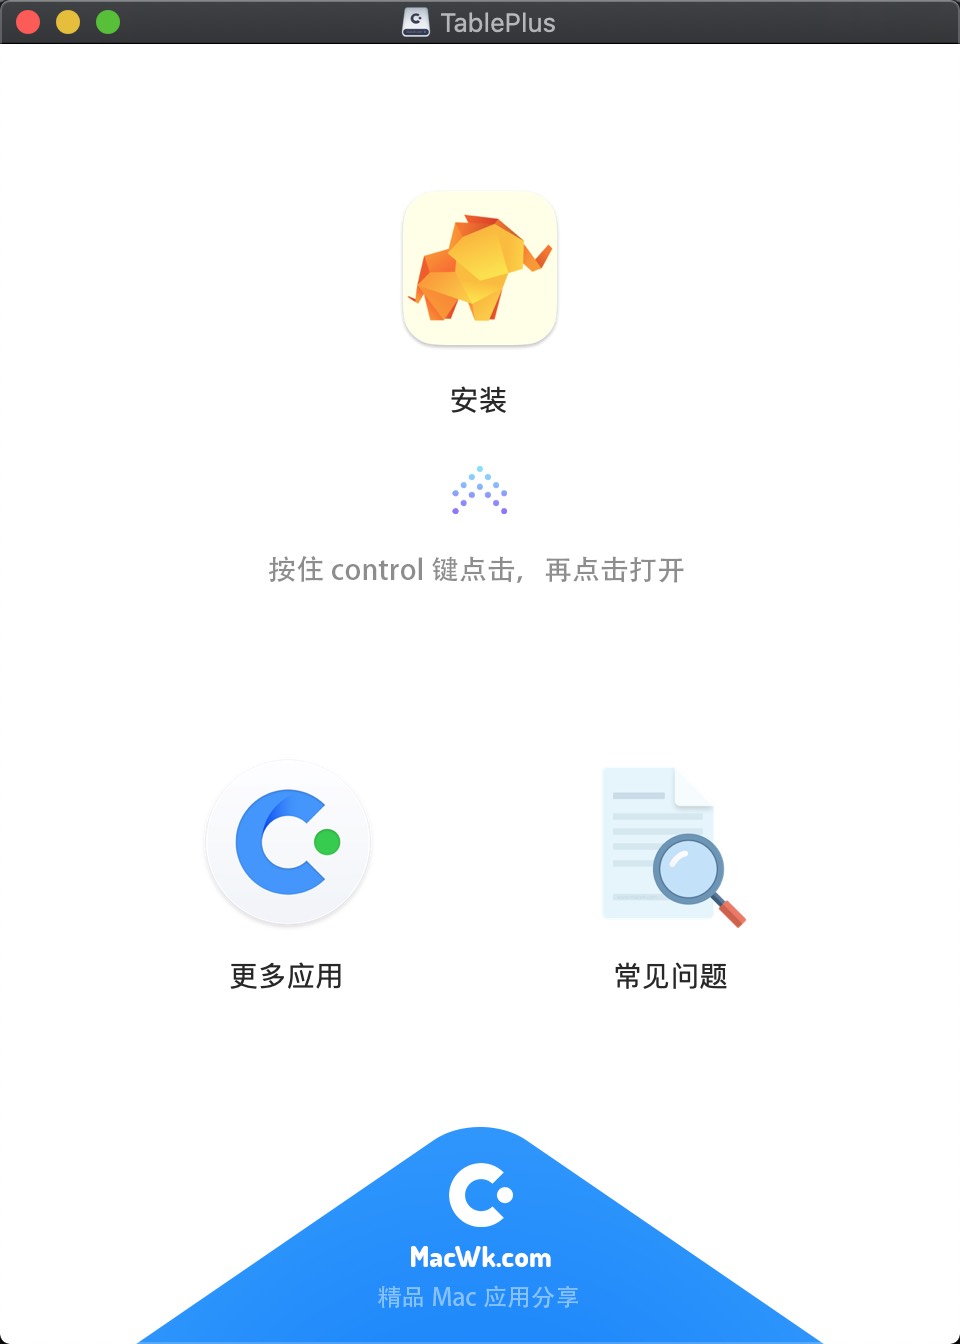 TablePlus
安装
按住 control 键点击，再点击打开
更多应用
常见问题
MacWk.com
精品 Mac 应用分享